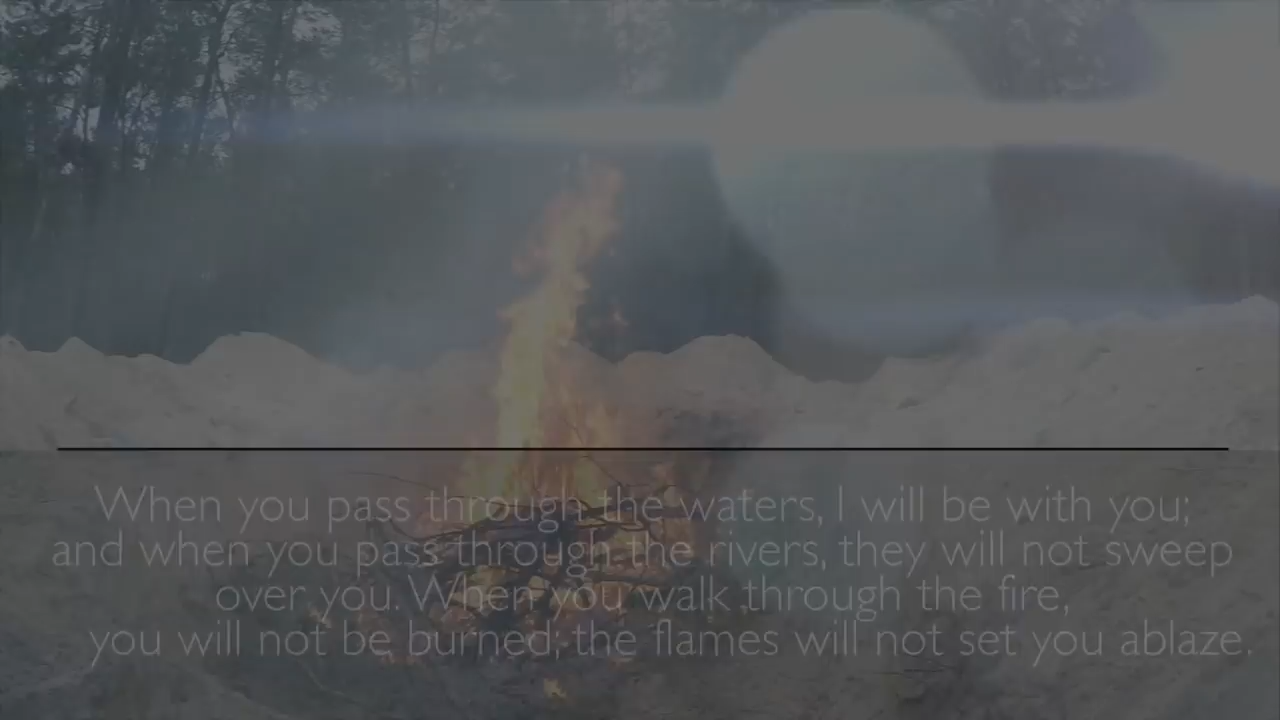 When you pass through the waters, I will be with you;
and when you pass through the rivers, they will not sweep
over you. When you walk through the fire,
you will not be burned; the flames will not set you ablaze.